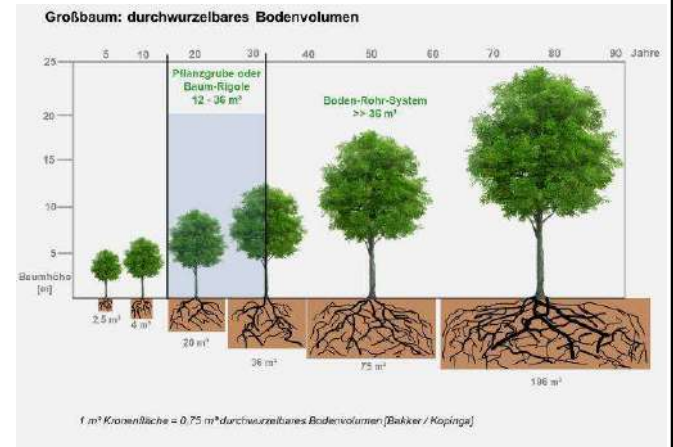 Großbaum: durchwurzelbares Bodenvolumen
5 10 20 30 40 50 60 70 80 90 Jahre
25
Pflanzgrube oder
Baum-Rigole
12 - 36 m³
Boden-Rohr-System
>> 36 m³
20
15
10
5
Baumhöhe
[m]
2,5 m³
4 m³
20 m³
36 m³
75 m³
196 m³
1 m² Kronenfläche = 0,75 m³ durchwurzelbares Bodenvolumen [Bakker / Kopinga]